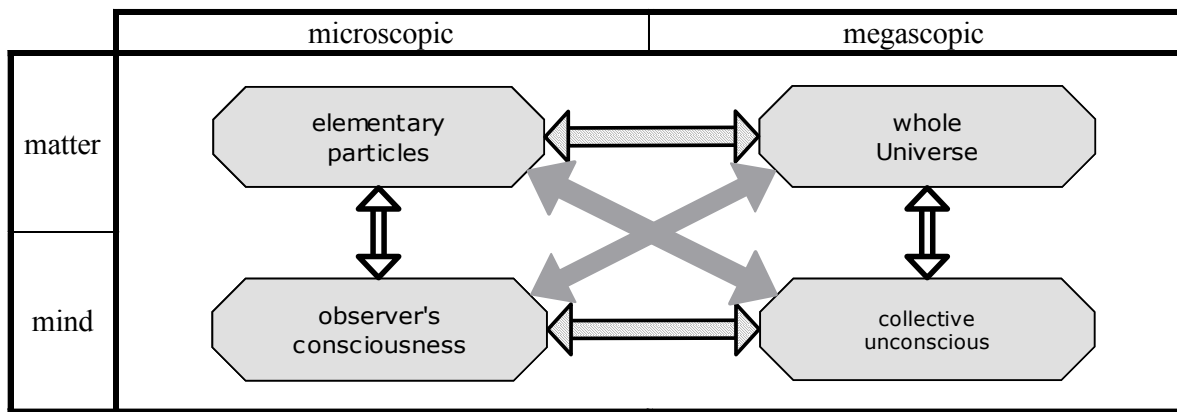 microscopic
megascopic
matter
elementary
particles
whole
Universe
mind
observer's
consciousness
collective
unconscious